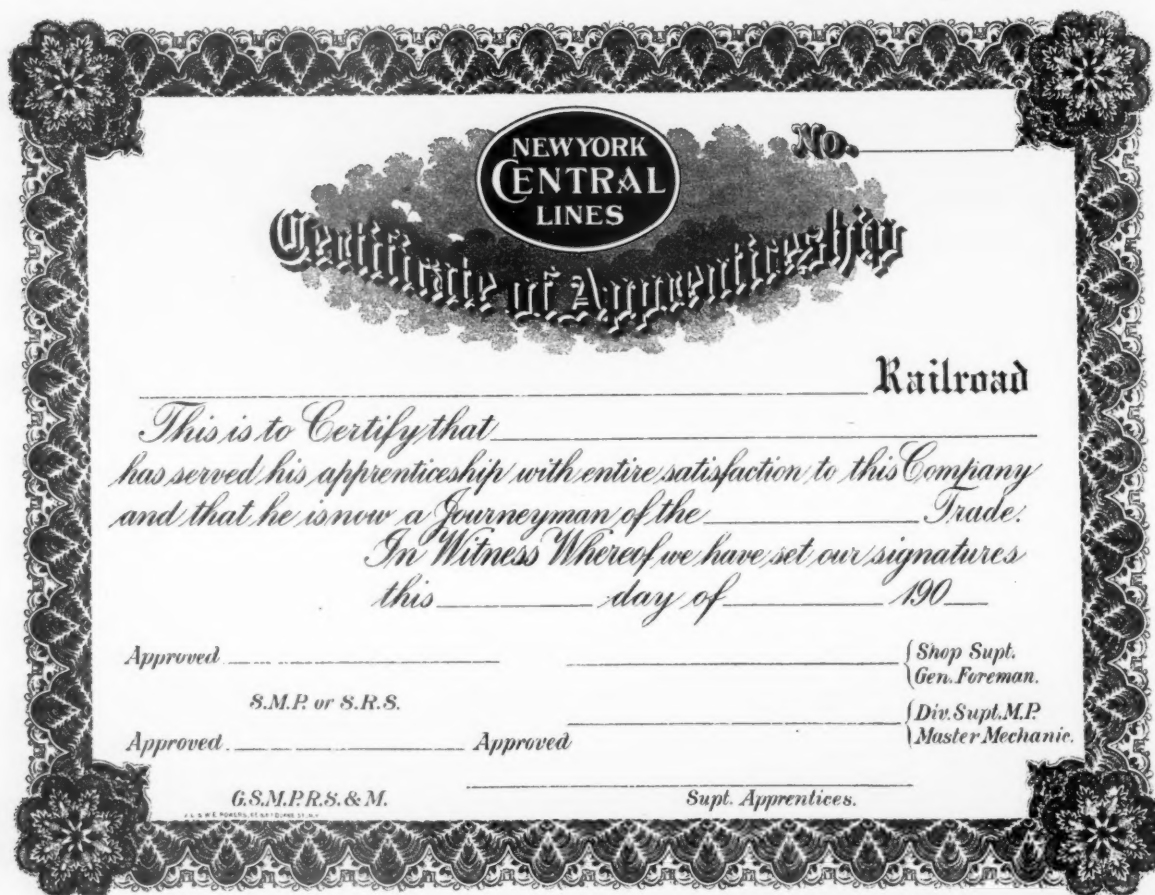 NEW YORK
CENTRAL
LINES
No.
Certificate of Apprenticeship
Railroad
This is to Certify that
has served his apprenticeship with entire satisfaction to this Company
and that he is now a Journeyman of the Trade.
In Witness Whereof we have set our signatures
this day of 190
Approved
Shop Supt.
Gen. Foreman.
S.M.P. or S.R.S.
Div. Supt. M.P.
Master Mechanic.
Approved Approved
G.S.M.P.R.S. & M. Supt. Apprentices.
J. C. & W. E. POWERS, N.Y.